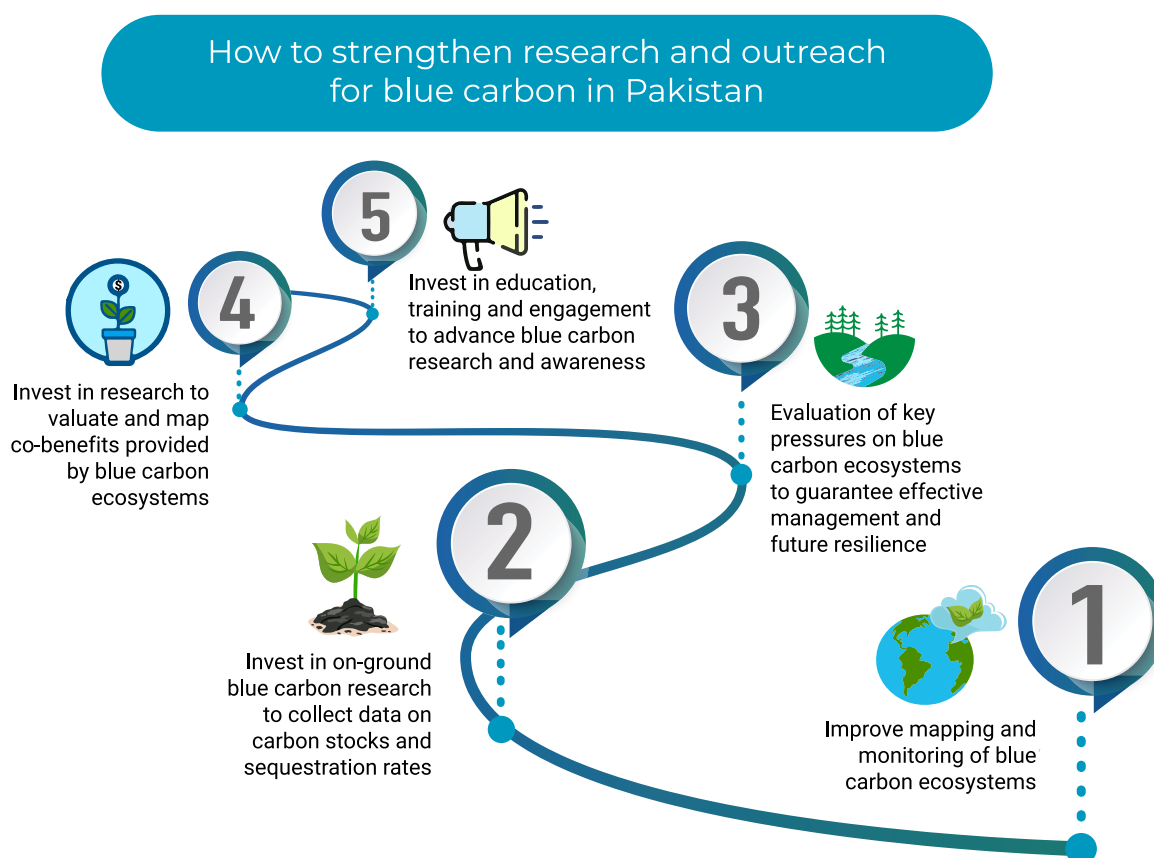 How to strengthen research and outreach
for blue carbon in Pakistan
1
Improve mapping and
monitoring of blue
carbon ecosystems
2
Invest in on-ground
blue carbon research
to collect data on
carbon stocks and
sequestration rates
3
Evaluation of key
pressures on blue
carbon ecosystems
to guarantee effective
management and
future resilience
4
$
Invest in research to
valuate and map
co-benefits provided
by blue carbon
ecosystems
5
Invest in education,
training and engagement
to advance blue carbon
research and awareness